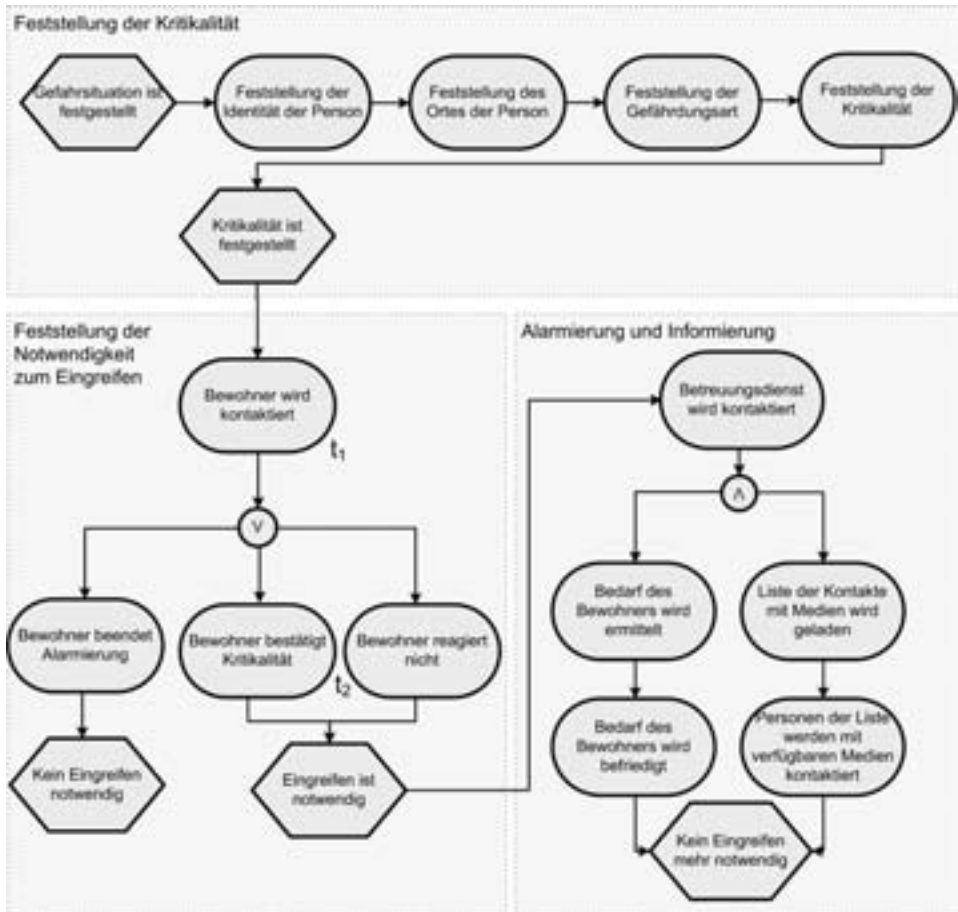 Feststellung der Kritikalität
Gefahrsituation ist
festgestellt
Feststellung der
Identität der Person
Feststellung des
Ortes der Person
Feststellung der
Gefährdungsart
Feststellung der
Kritikalität
Kritikalität ist
festgestellt
Feststellung der
Notwendigkeit
zum Eingreifen
Bewohner wird
kontaktiert
t₁
V
Bewohner beendet
Alarmierung
Bewohner bestätigt
Kritikalität
t₂
Bewohner reagiert
nicht
Kein Eingreifen
notwendig
Eingreifen ist
notwendig
Alarmierung und Informierung
Betreuungsdienst
wird kontaktiert
Λ
Bedarf des
Bewohners wird
ermittelt
Liste der Kontakte
mit Medien wird
geladen
Bedarf des
Bewohners wird
befriedigt
Personen der Liste
werden mit
verfügbaren Medien
kontaktiert
Kein Eingreifen
mehr notwendig